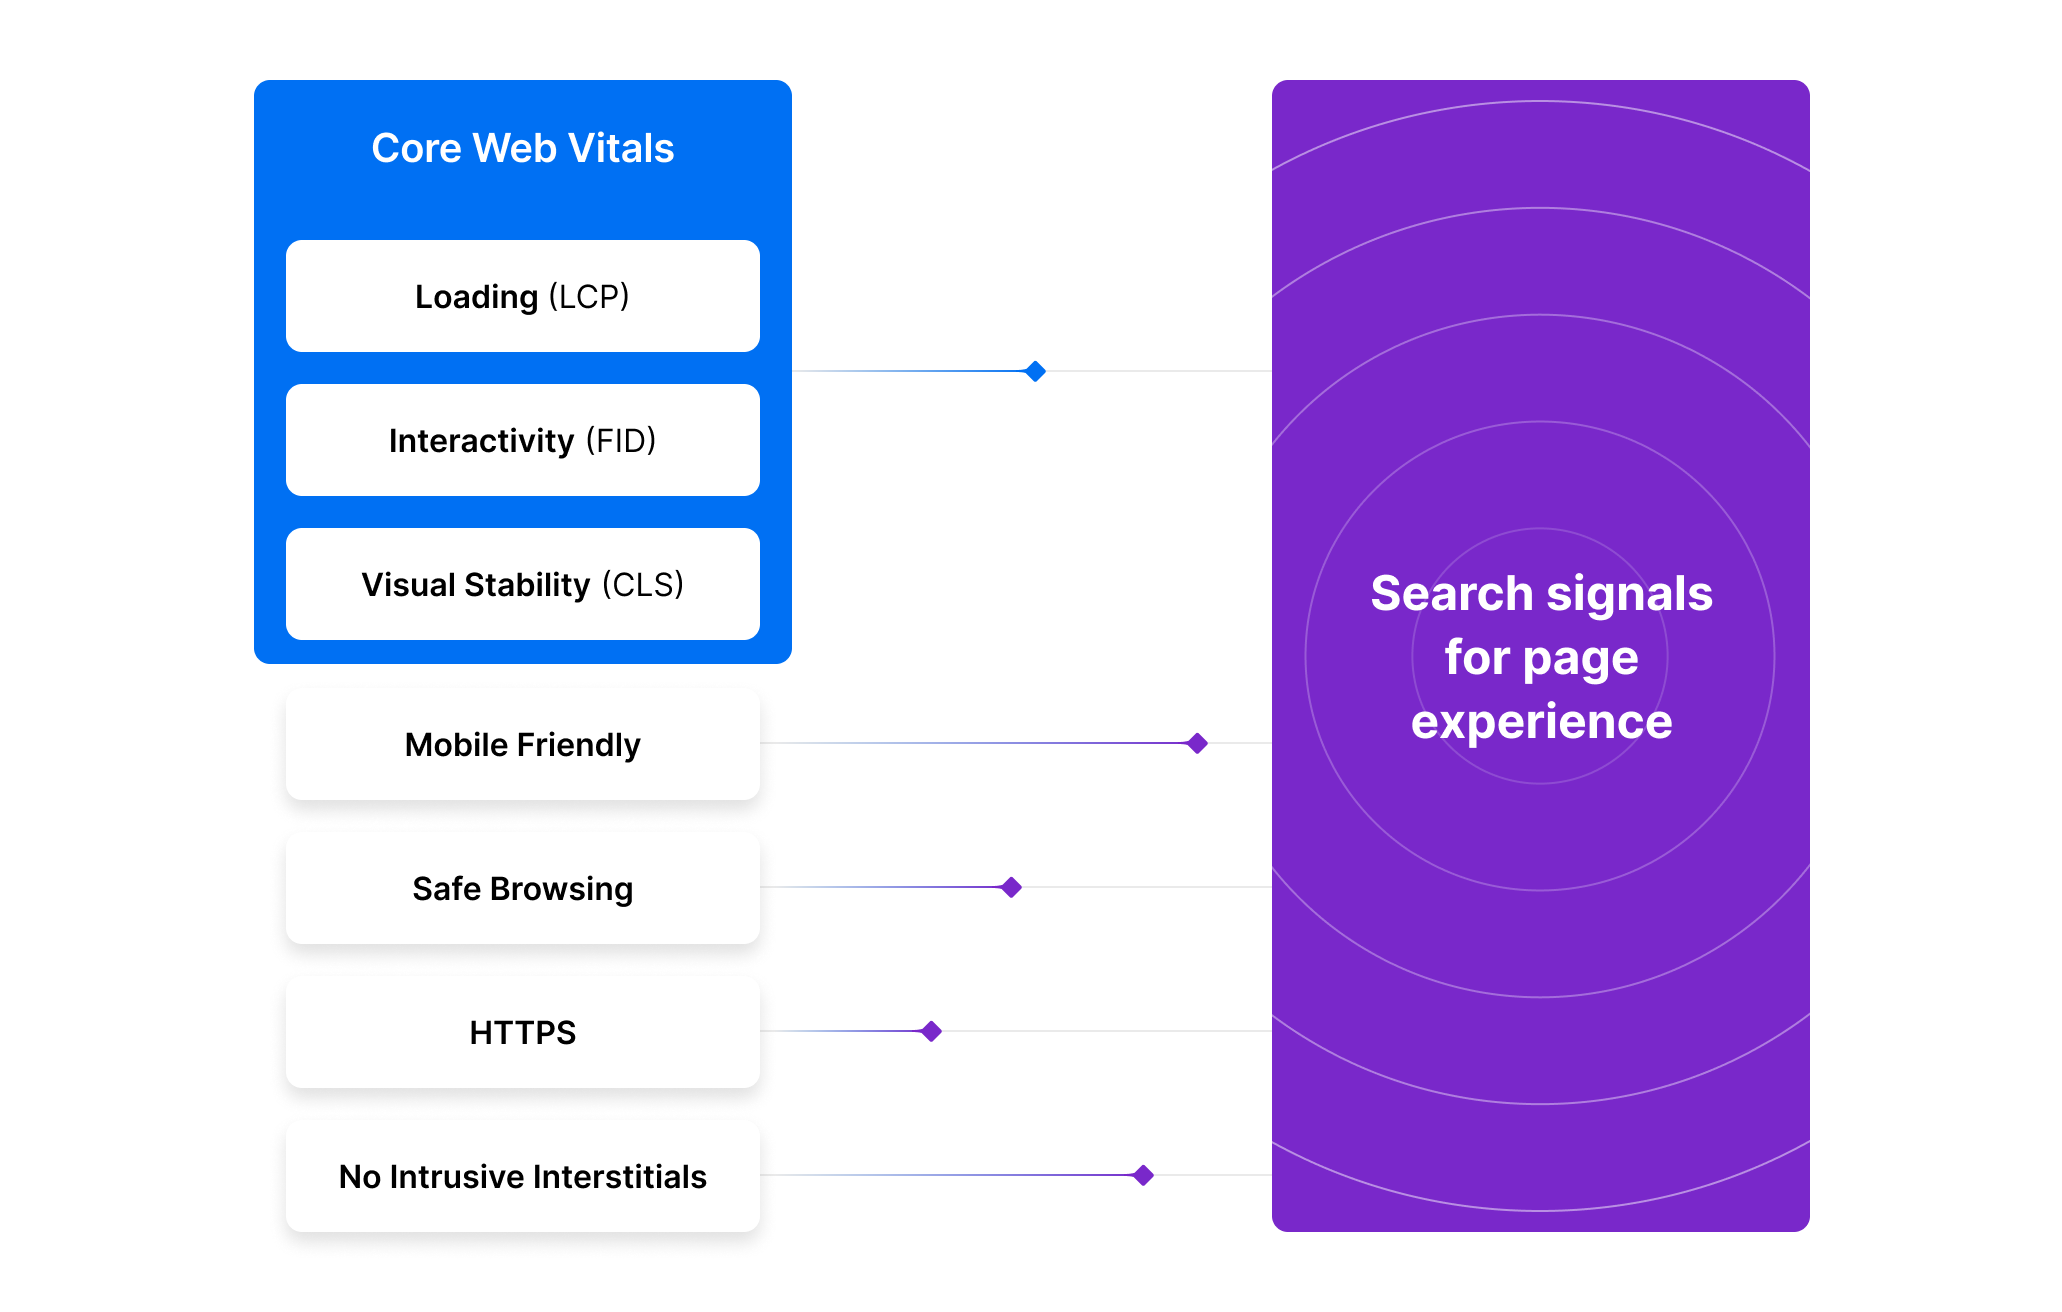 Core Web Vitals
Loading (LCP)
Interactivity (FID)
Visual Stability (CLS)
Mobile Friendly
Safe Browsing
HTTPS
No Intrusive Interstitials
Search signals
for page
experience